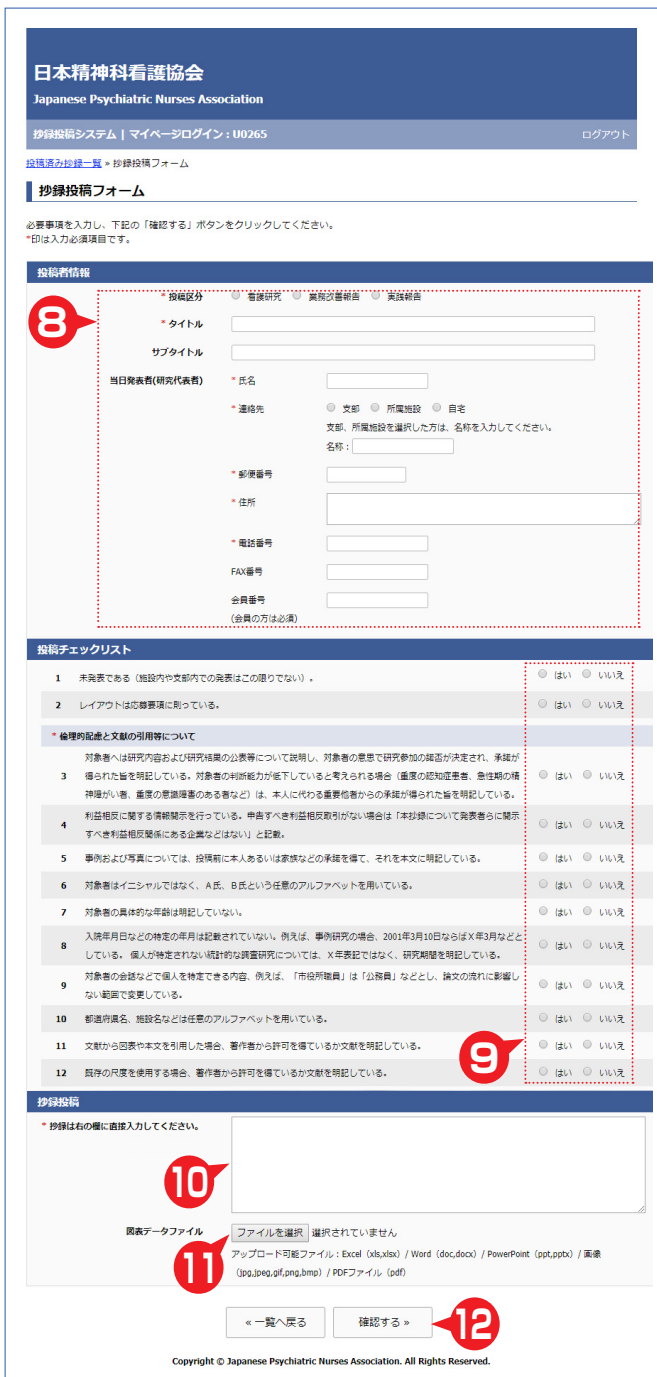 日本精神科看護協会
Japanese Psychiatric Nurses Association
抄録投稿システム | マイページログイン : U0265 ログアウト
投稿済み抄録一覧 » 抄録投稿フォーム
抄録投稿フォーム
必要事項を入力し、下記の「確認する」ボタンをクリックしてください。
*印は入力必須項目です。
投稿者情報
8
* 投稿区分 看護研究 業務改善報告 実践報告
* タイトル
サブタイトル
当日発表者(研究代表者) * 氏名
* 連絡先 支部 所属施設 自宅
支部、所属施設を選択した方は、名称を入力してください。
名称 :
* 郵便番号
* 住所
* 電話番号
FAX番号
会員番号
(会員の方は必須)
投稿チェックリスト
1 未発表である（施設内や支部内での発表はこの限りでない）。 はい いいえ
2 レイアウトは応募要項に則っている。 はい いいえ
* 倫理的配慮と文献の引用等について
対象者へは研究内容および研究結果の公表等について説明し、対象者の意思で研究参加の諾否が決定され、承諾が
3 得られた旨を明記している。対象者の判断能力が低下していると考えられる場合（重度の認知症患者、急性期の精 はい いいえ
神障がい者、重度の意識障害のある者など）は、本人に代わる重要他者からの承諾が得られた旨を明記している。
4 利益相反に関する情報開示を行っている。申告すべき利益相反取引がない場合は「本抄録について発表者らに開示 はい いいえ
すべき利益相反関係にある企業などはない」と記載。
5 事例および写真については、投稿前に本人あるいは家族などの承諾を得て、それを本文に明記している。 はい いいえ
6 対象者はイニシャルではなく、A氏、B氏という任意のアルファベットを用いている。 はい いいえ
7 対象者の具体的な年齢は明記していない。 はい いいえ
8 入院年月日などの特定の年月は記載されていない。例えば、事例研究の場合、2001年3月10日ならばX年3月などと はい いいえ
している。 個人が特定されない統計的な調査研究については、X年表記ではなく、研究期間を明記している。
9 対象者の会話などで個人を特定できる内容、例えば、「市役所職員」は「公務員」などとし、論文の流れに影響し はい いいえ
ない範囲で変更している。
10 都道府県名、施設名などは任意のアルファベットを用いている。 はい いいえ
11 文献から図表や本文を引用した場合、著作者から許可を得ているか文献を明記している。 はい いいえ
9
12 既存の尺度を使用する場合、著作者から許可を得ているか文献を明記している。 はい いいえ
抄録投稿
* 抄録は右の欄に直接入力してください。
10
図表データファイル ファイルを選択 選択されていません
11
アップロード可能ファイル : Excel（xls,xlsx）/ Word（doc,docx）/ PowerPoint（ppt,pptx）/ 画像
（jpg,jpeg,gif,png,bmp）/ PDFファイル（pdf）
« 一覧へ戻る 確認する »
12
Copyright © Japanese Psychiatric Nurses Association. All Rights Reserved.